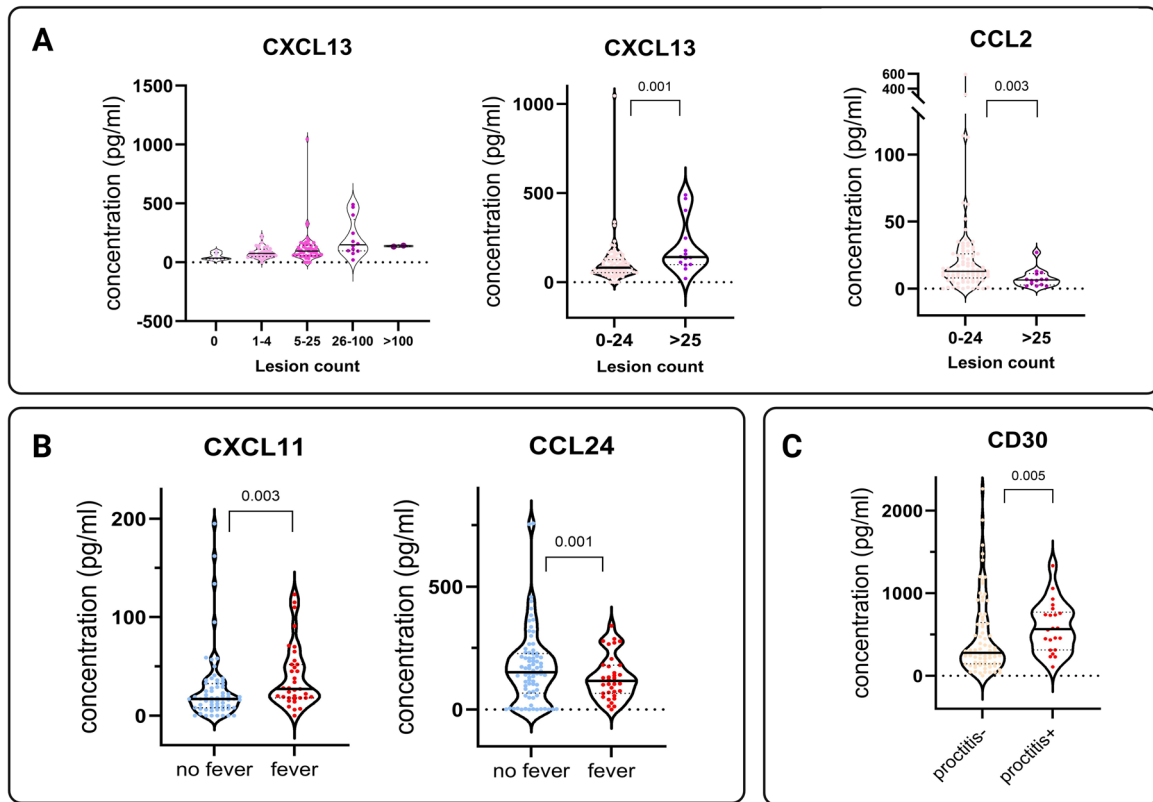 A
CXCL13
concentration (pg/ml)
1500
1000
500
0
-500
0
1-4
5-25
26-100
>100
Lesion count
CXCL13
concentration (pg/ml)
1000
500
0
0.001
0-24
>25
Lesion count
CCL2
concentration (pg/ml)
600
400
100
50
0
0.003
0-24
>25
Lesion count
B
CXCL11
concentration (pg/ml)
200
100
0
0.003
no fever
fever
CCL24
concentration (pg/ml)
500
0
0.001
no fever
fever
C
CD30
concentration (pg/ml)
2000
1000
0
0.005
proctitis-
proctitis+